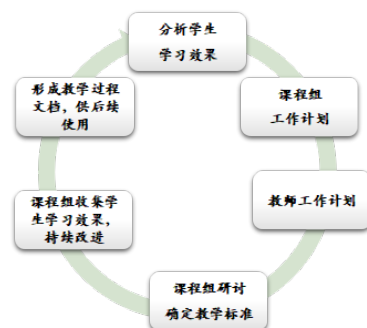 分析学生
学习效果
课程组
工作计划
教师工作计划
课程组研讨
确定教学标准
课程组收集学
生学习效果，
持续改进
形成教学过程
文档，供后续
使用